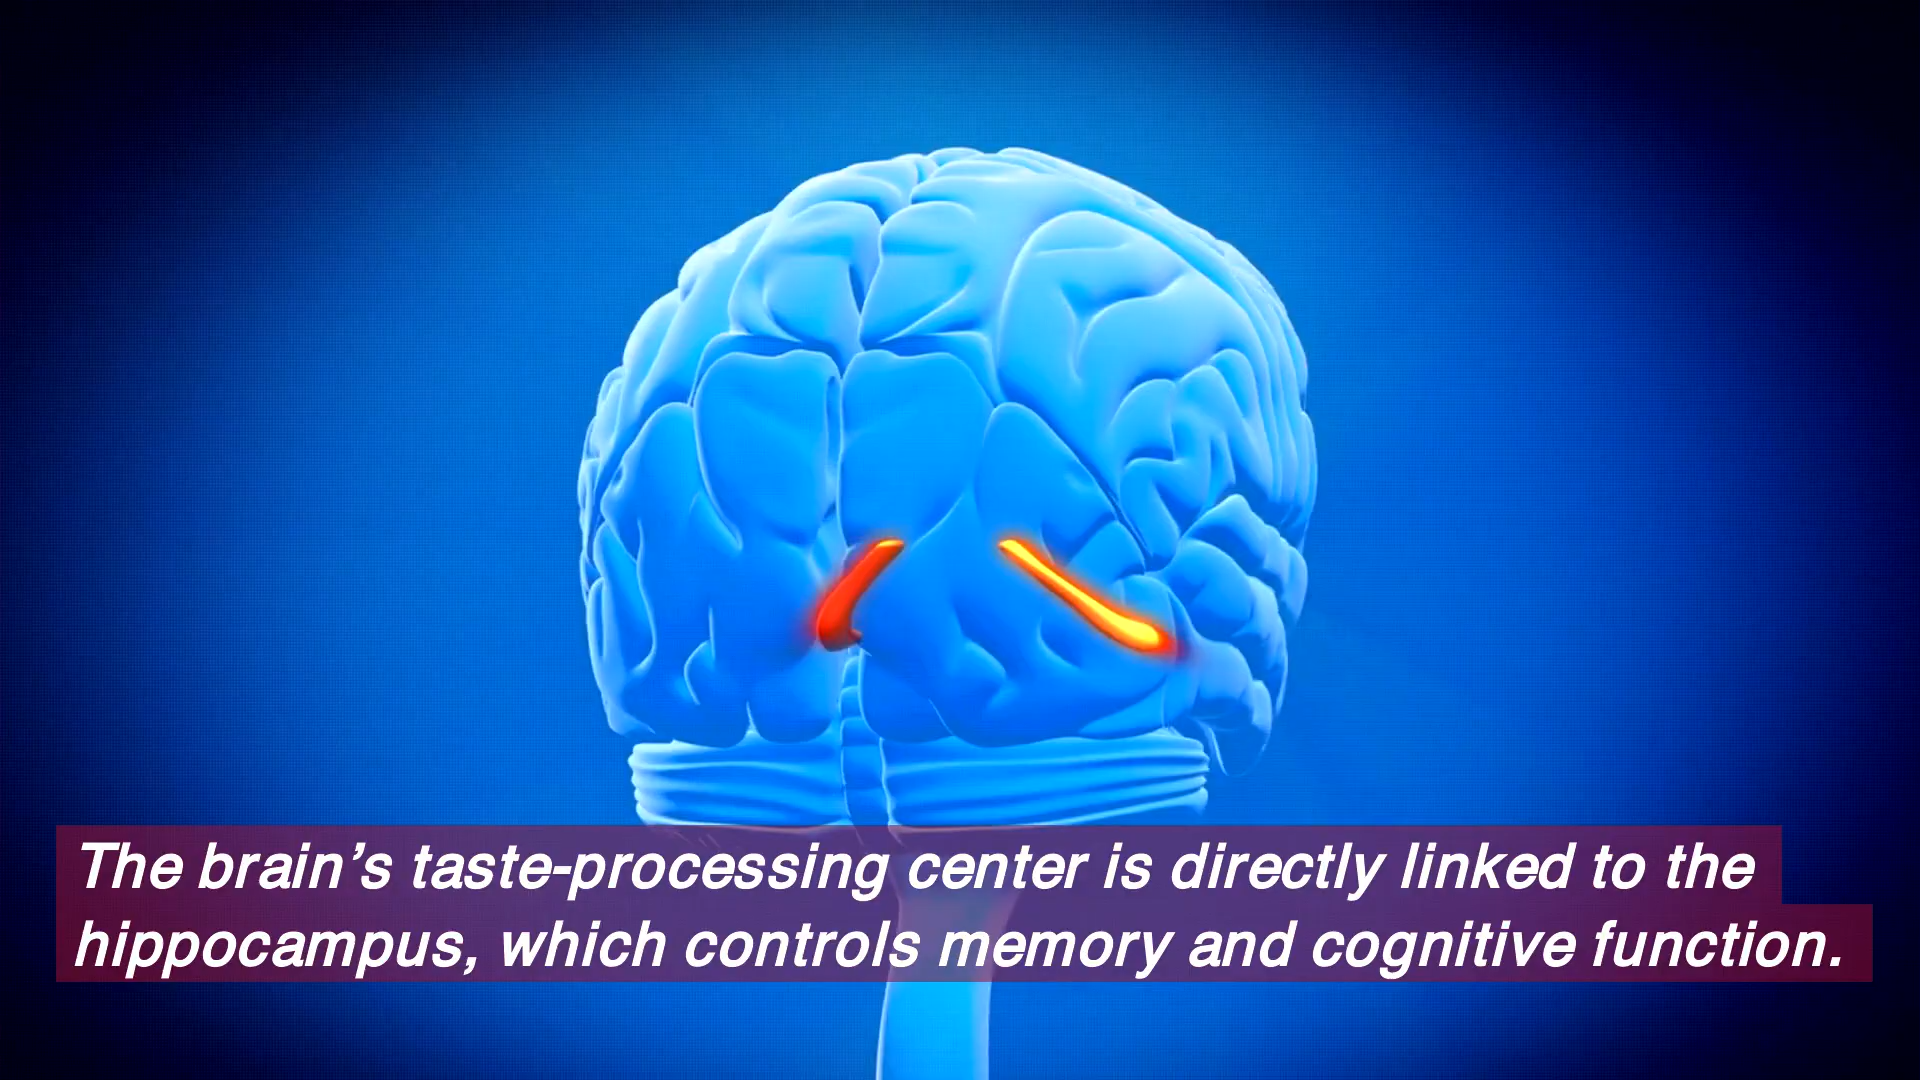 The brain’s taste-processing center is directly linked to the
hippocampus, which controls memory and cognitive function.